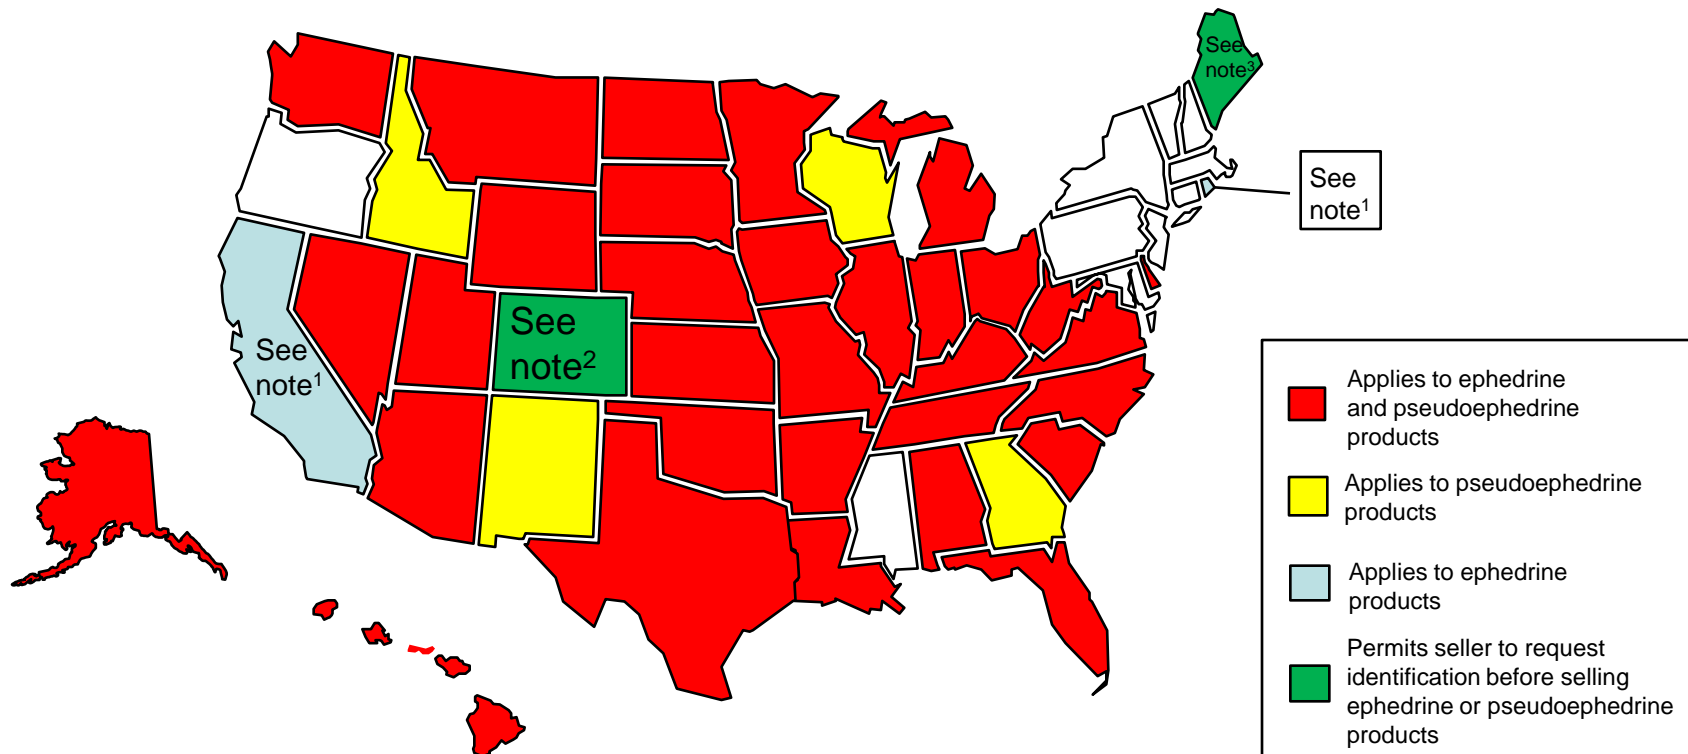 See
note³
See
note¹
See
note²
See
note¹
Applies to ephedrine
and pseudoephedrine
products
Applies to pseudoephedrine
products
Applies to ephedrine
products
Permits seller to request
identification before selling
ephedrine or pseudoephedrine
products